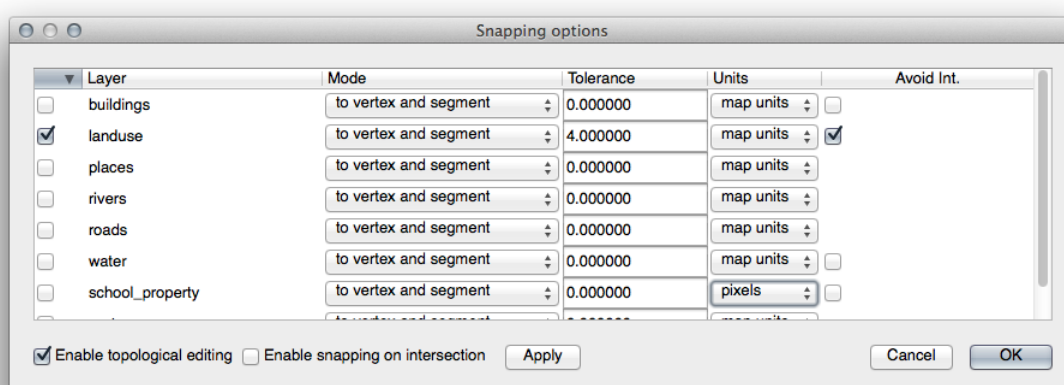 Snapping options
Layer Mode Tolerance Units Avoid Int.
buildings to vertex and segment 0.000000 map units
landuse to vertex and segment 4.000000 map units
places to vertex and segment 0.000000 map units
rivers to vertex and segment 0.000000 map units
roads to vertex and segment 0.000000 map units
water to vertex and segment 0.000000 map units
school_property to vertex and segment 0.000000 pixels
Enable topological editing Enable snapping on intersection Apply Cancel OK